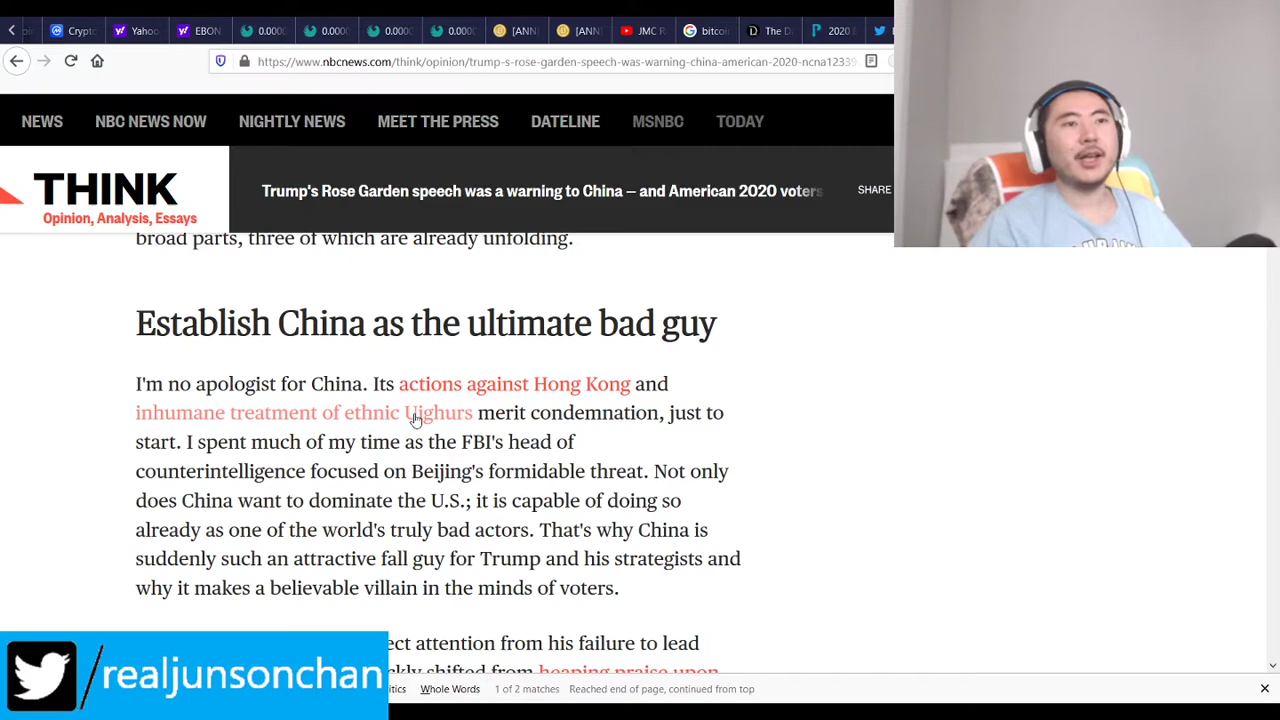 Crypto
Yahoo
EBON
0.0000
0.0000
0.0000
0.0000
[ANN]
[ANN]
JMC R
bitcoi
The D
2020
https://www.nbcnews.com/think/opinion/trump-s-rose-garden-speech-was-warning-china-american-2020-ncna12339
NEWS NBC NEWS NOW NIGHTLY NEWS MEET THE PRESS DATELINE MSNBC TODAY
THINK
Opinion, Analysis, Essays
Trump's Rose Garden speech was a warning to China — and American 2020 voters
SHARE
broad parts, three of which are already unfolding.
Establish China as the ultimate bad guy
I'm no apologist for China. Its actions against Hong Kong and
inhumane treatment of ethnic Uighurs merit condemnation, just to
start. I spent much of my time as the FBI's head of
counterintelligence focused on Beijing's formidable threat. Not only
does China want to dominate the U.S.; it is capable of doing so
already as one of the world's truly bad actors. That's why China is
suddenly such an attractive fall guy for Trump and his strategists and
why it makes a believable villain in the minds of voters.
ect attention from his failure to lead
ckly shifted from heaping praise upon
/realjunsonchan
itics Whole Words 1 of 2 matches Reached end of page, continued from top